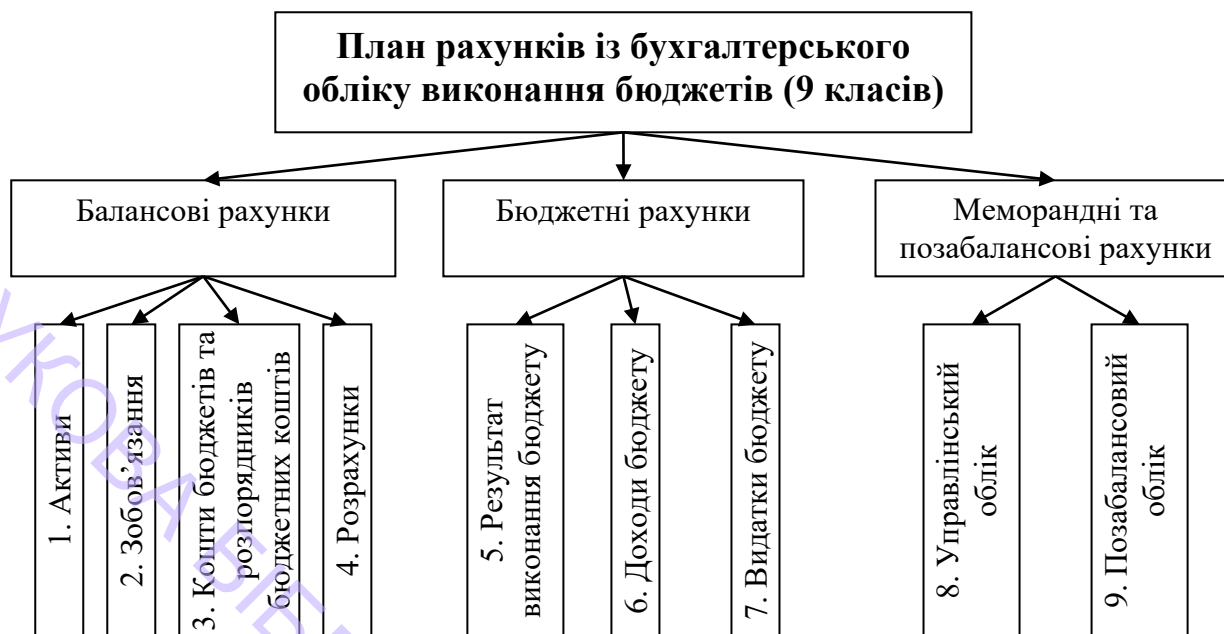 План рахунків із бухгалтерського
обліку виконання бюджетів (9 класів)
Балансові рахунки
Бюджетні рахунки
Меморандні та
позабалансові рахунки
1. Активи
2. Зобов’язання
3. Кошти бюджетів та
розпорядників
бюджетних коштів
4. Розрахунки
5. Результат
виконання бюджету
6. Доходи бюджету
7. Видатки бюджету
8. Управлінський
облік
9. Позабалансовий
облік